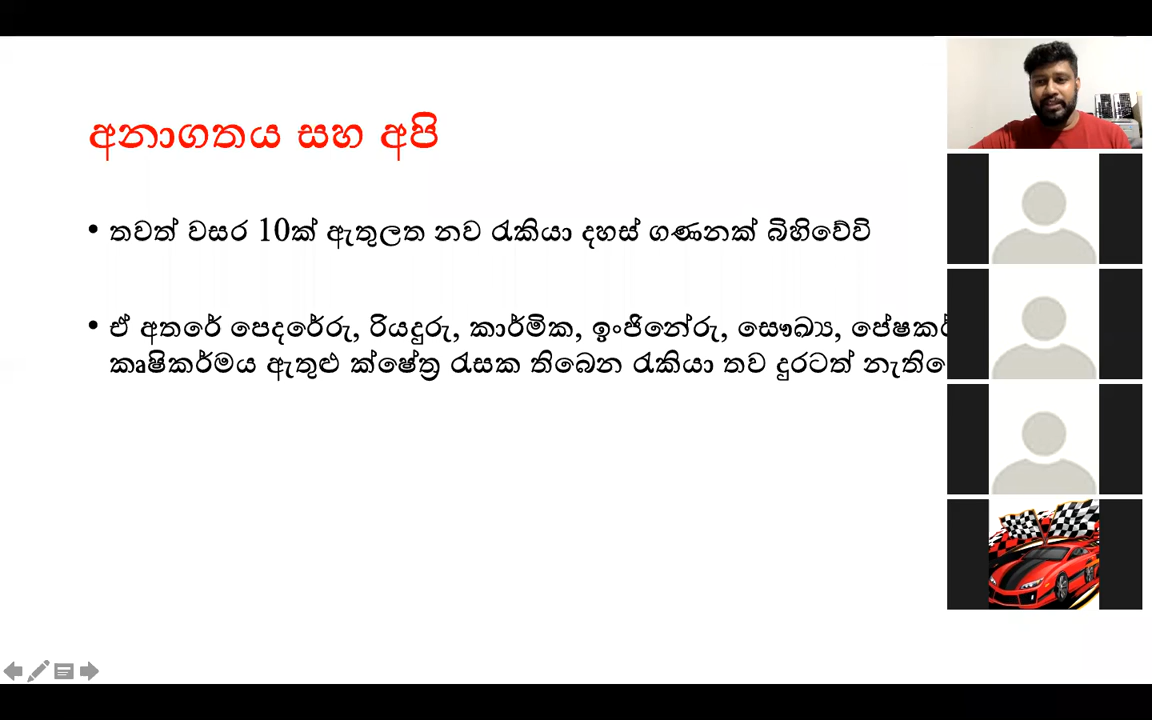 අනාගතය සහ අපි
• තවත් වසර 10ක් ඇතුලත නව රැකියා දහස් ගණනක් බිහිවේවි
• ඒ අතරේ පෙදරේරු, රියදුරු, කාර්මික, ඉංජිනේරු, සෞඛ්‍ය,
කෘෂිකර්මය ඇතුළු ක්ෂේත්‍ර රැසක තිබෙන රැකියා තව දුරටත්